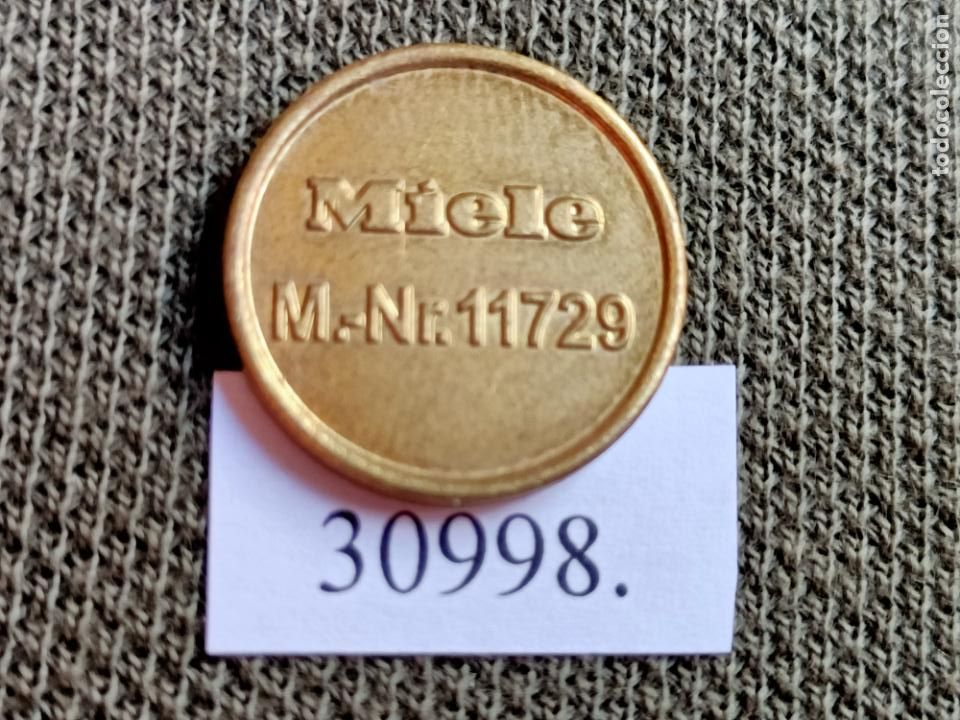 Miele
M.-Nr.11729
30998.
todocoleccion